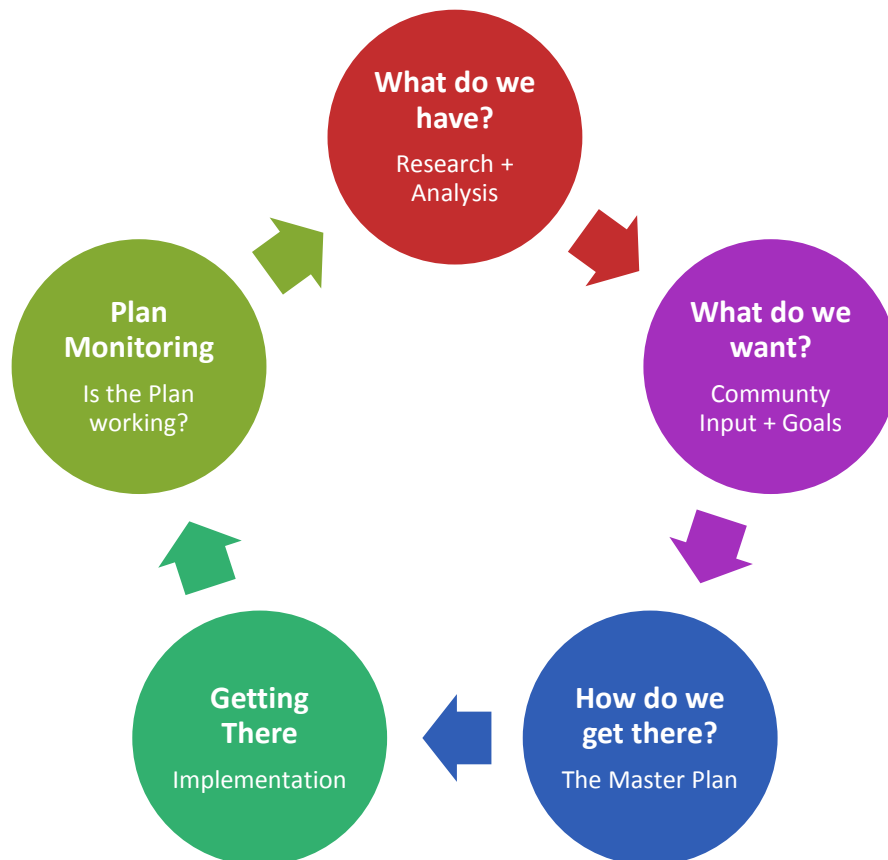 What do we
have?
Research +
Analysis
What do we
want?
Communty
Input + Goals
How do we
get there?
The Master Plan
Getting
There
Implementation
Plan
Monitoring
Is the Plan
working?